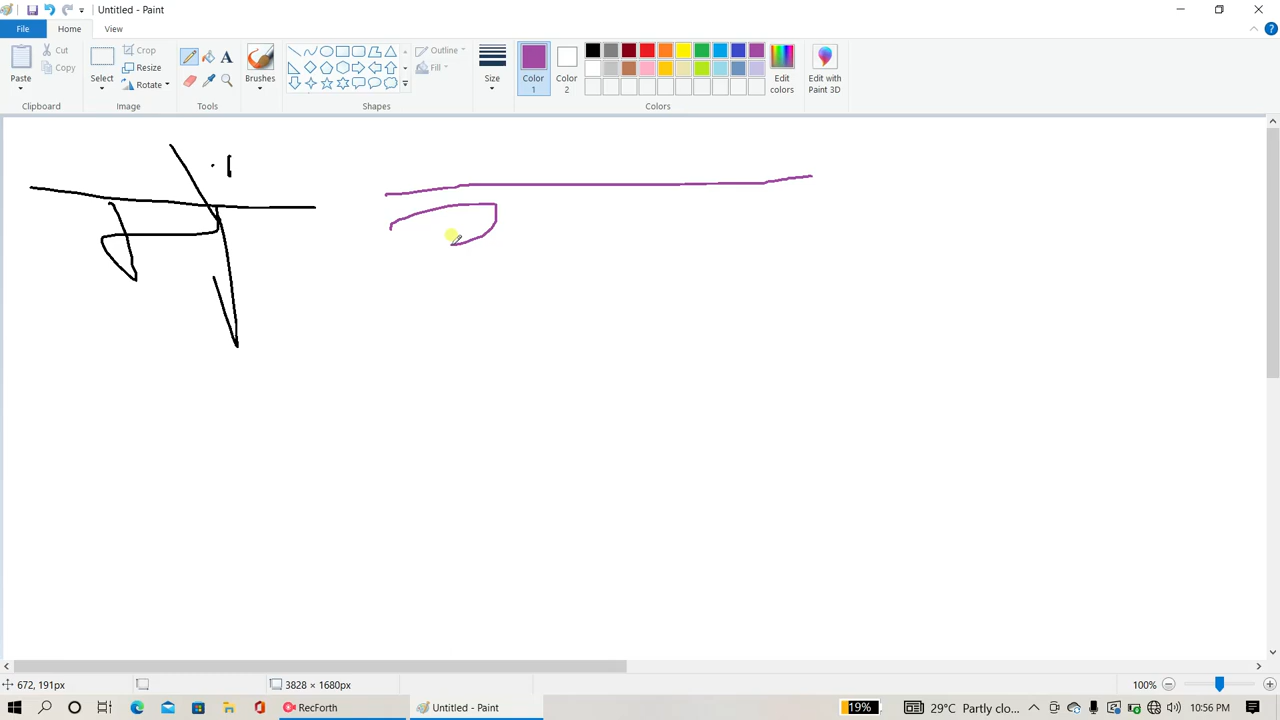 Untitled - Paint
File Home View
Paste Cut Copy Select Crop Resize Rotate Brushes Outline Fill Size Color 1 Color 2 Edit colors Edit with Paint 3D
Clipboard Image Tools Shapes Colors
672, 191px 3828 × 1680px 100%
RecForth Untitled - Paint 19% 29°C Partly clo... 10:56 PM